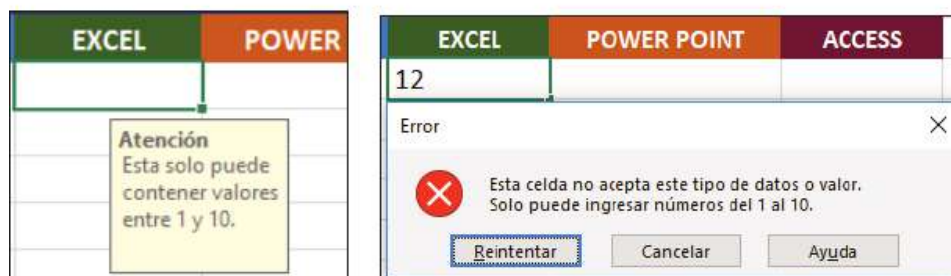 EXCEL POWER
Atención
Esta solo puede
contener valores
entre 1 y 10.
EXCEL POWER POINT ACCESS
12
Error
Esta celda no acepta este tipo de datos o valor.
Solo puede ingresar números del 1 al 10.
Reintentar Cancelar Ayuda